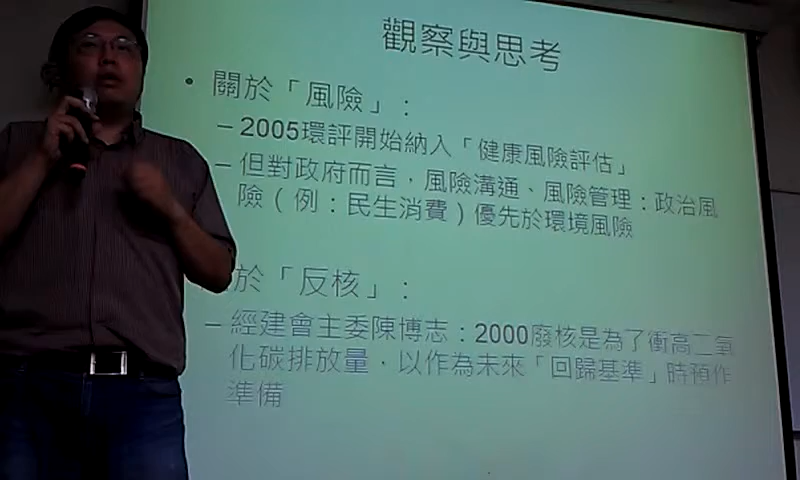 觀察與思考
• 關於「風險」：
– 2005環評開始納入「健康風險評估」
– 但對政府而言，風險溝通、風險管理：政治風
險（例：民生消費）優先於環境風險
於「反核」：
– 經建會主委陳博志：2000廢核是為了衝高二氧
化碳排放量，以作為未來「回歸基準」時預作
準備